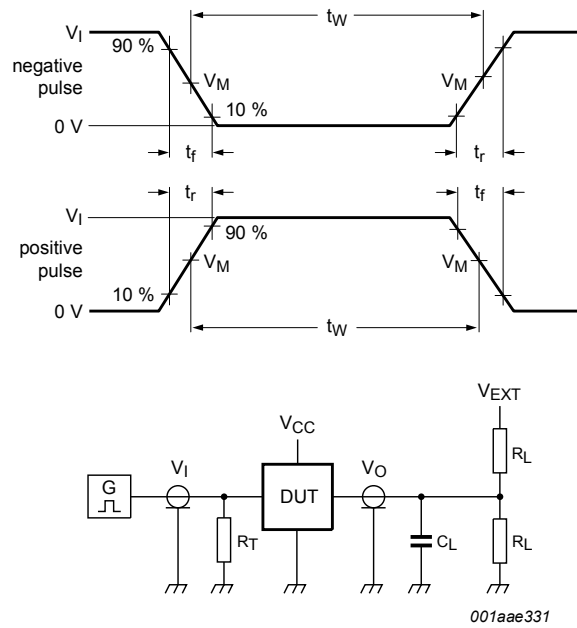 V_I
90 %
negative
pulse
0 V
t_W
V_M
V_M
10 %
t_f
t_r
V_I
positive
pulse
10 %
0 V
t_r
t_f
90 %
V_M
V_M
t_W
V_EXT
V_CC
R_L
G
V_I
DUT
V_O
R_T
C_L
R_L
001aae331